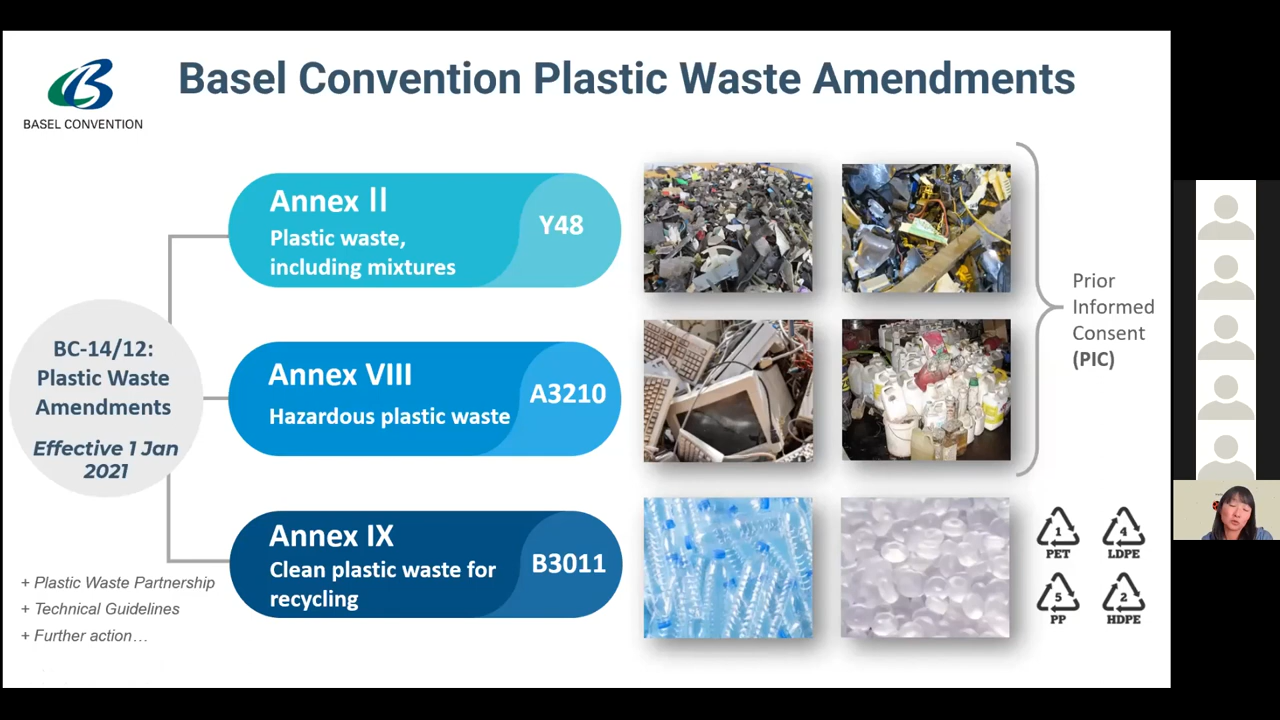 Basel Convention Plastic Waste Amendments
BASEL CONVENTION
Annex II
Plastic waste,
including mixtures
Y48
BC-14/12:
Plastic Waste
Amendments
Effective 1 Jan
2021
Annex VIII
Hazardous plastic waste
A3210
Prior
Informed
Consent
(PIC)
Annex IX
Clean plastic waste for
recycling
B3011
1
PET
4
LDPE
5
PP
2
HDPE
+ Plastic Waste Partnership
+ Technical Guidelines
+ Further action…